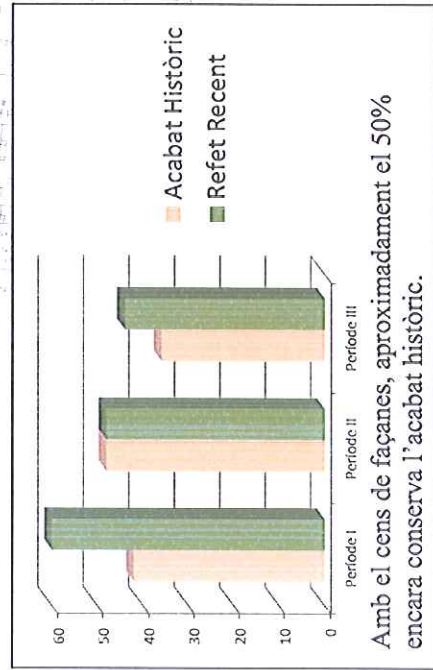 60
50
40
30
20
10
0
Període I
Període II
Període III
Acabat Històric
Refet Recent
Amb el cens de façanes, aproximadament el 50%
encara conserva l'acabat històric.